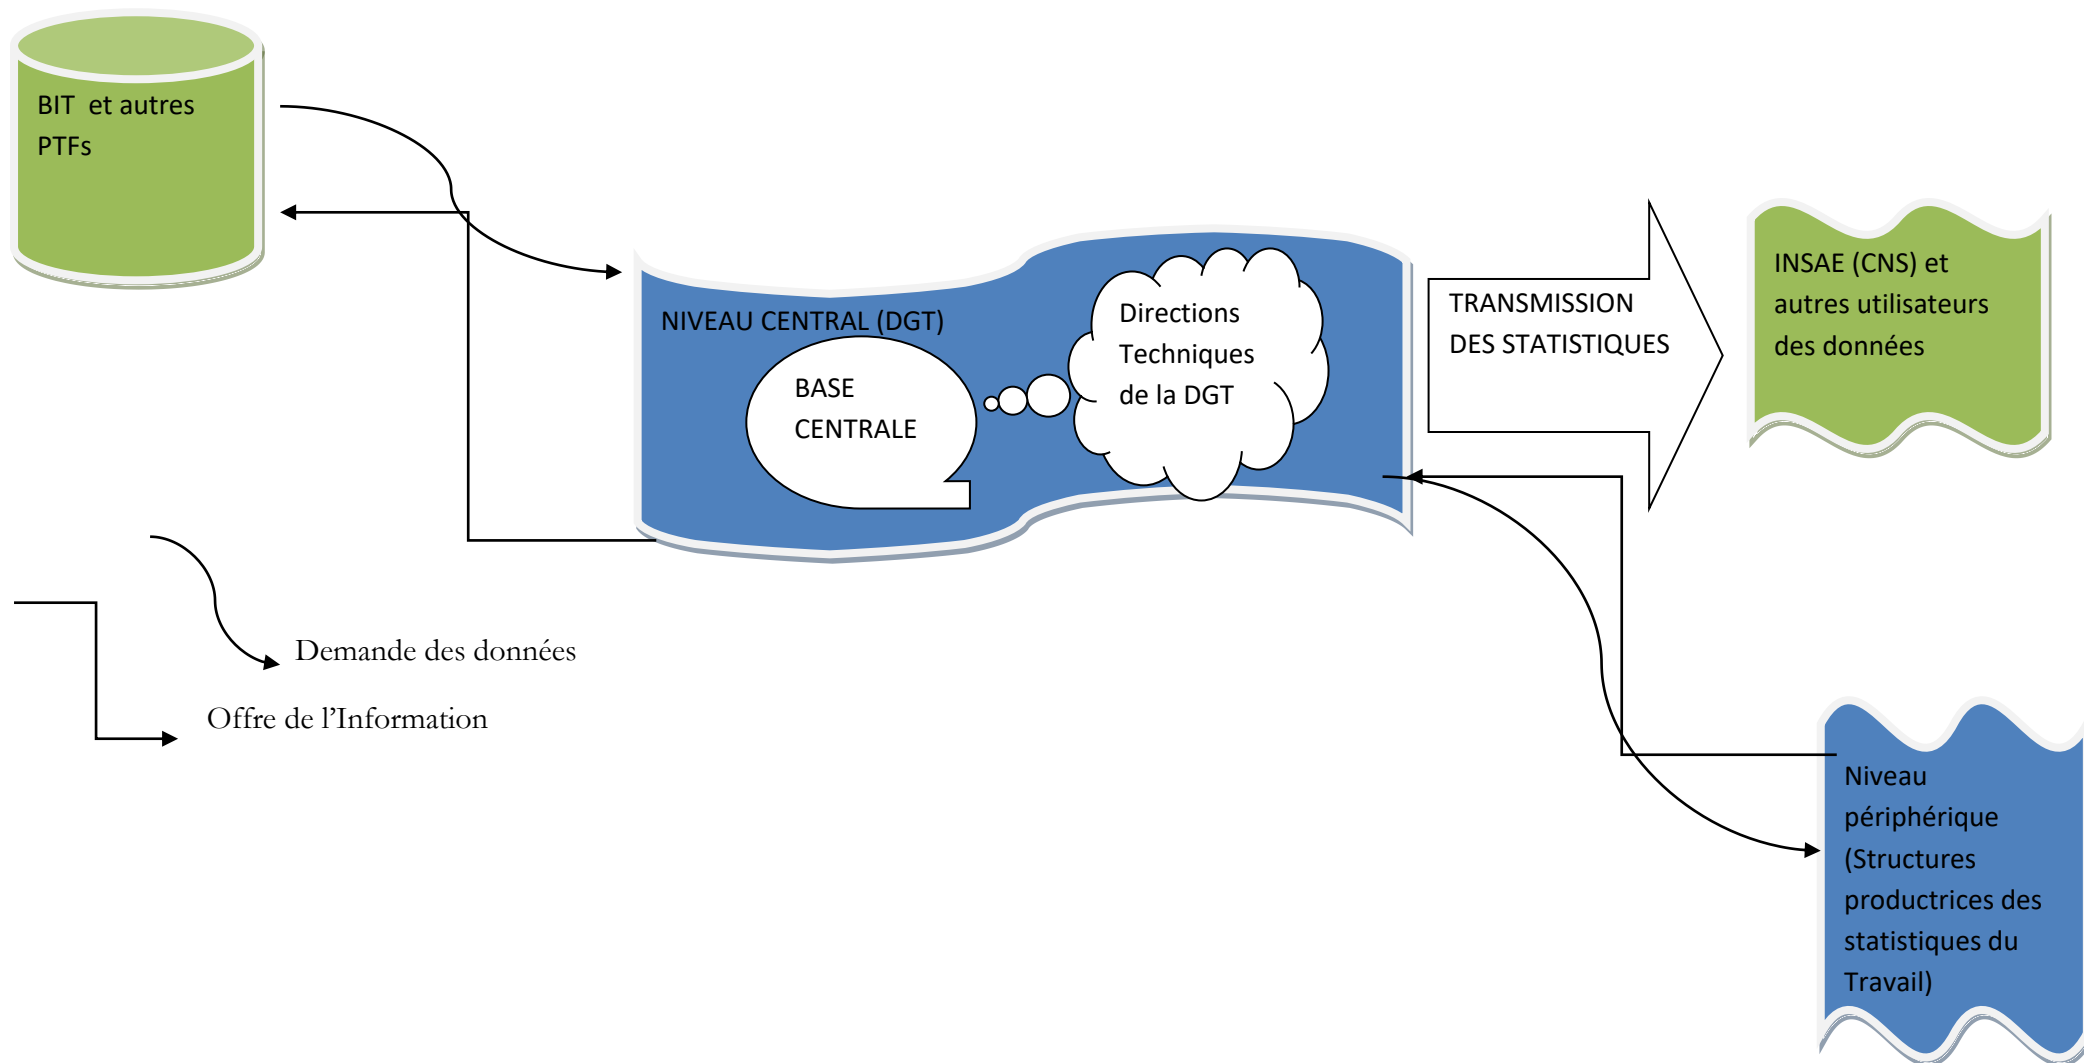 BIT et autres
PTFs
NIVEAU CENTRAL (DGT)
BASE
CENTRALE
Directions
Techniques
de la DGT
TRANSMISSION
DES STATISTIQUES
INSAE (CNS) et
autres utilisateurs
des données
Demande des données
Offre de l’Information
Niveau
périphérique
(Structures
productrices des
statistiques du
Travail)